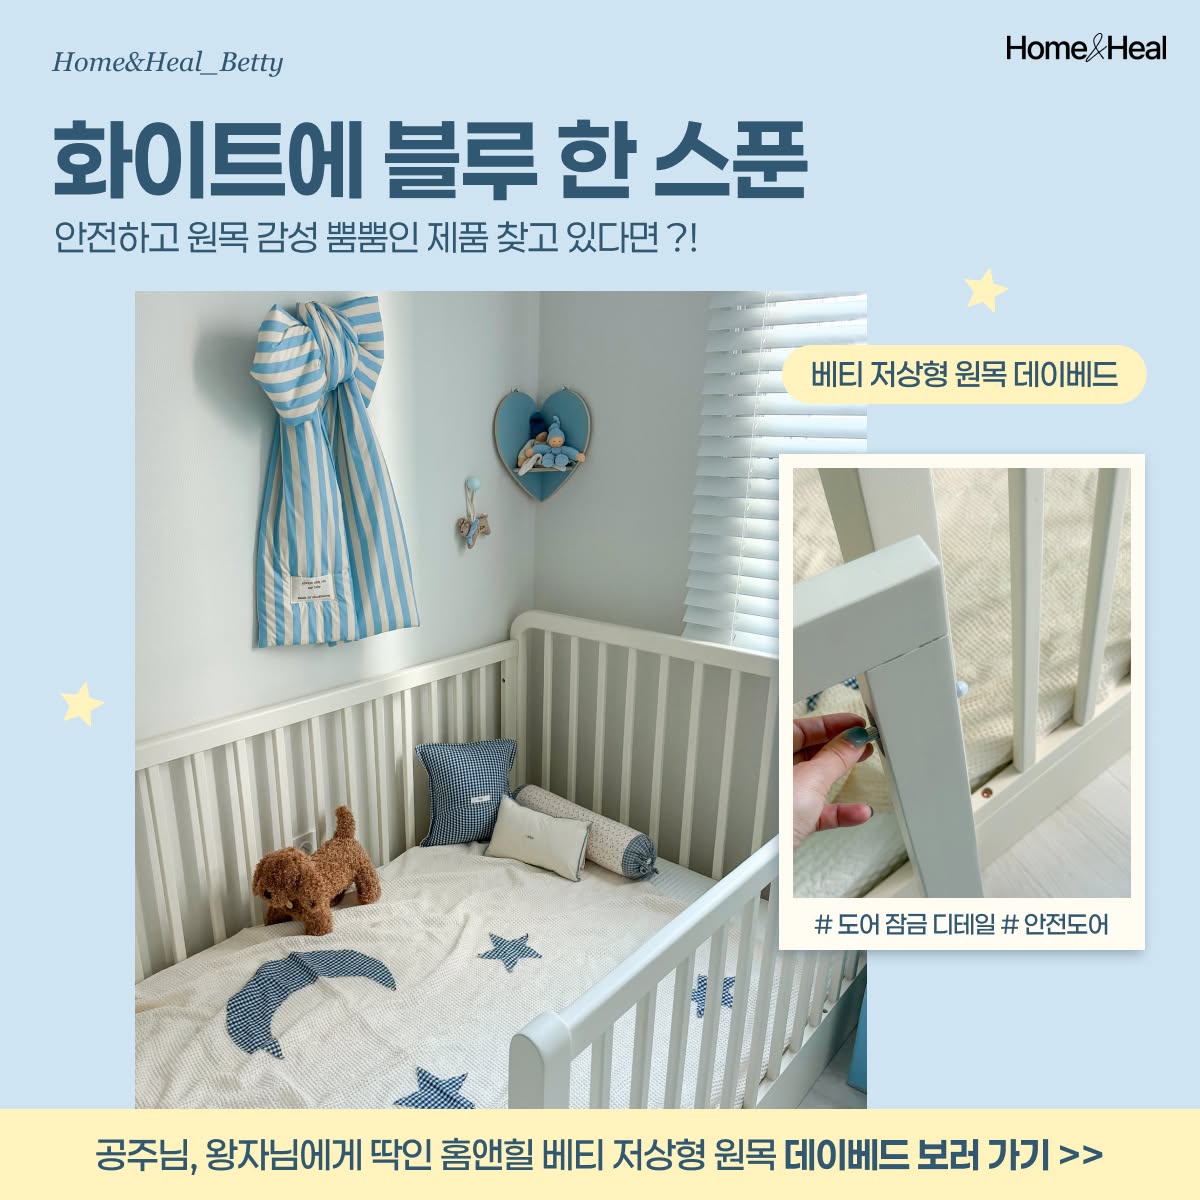 Home&Heal_Betty
Home&Heal
화이트에 블루 한 스푼
안전하고 원목 감성 뿜뿜인 제품 찾고 있다면 ?!
베티 저상형 원목 데이베드
# 도어 잠금 디테일 # 안전도어
공주님, 왕자님에게 딱인 홈앤힐 베티 저상형 원목 데이베드 보러 가기 >>